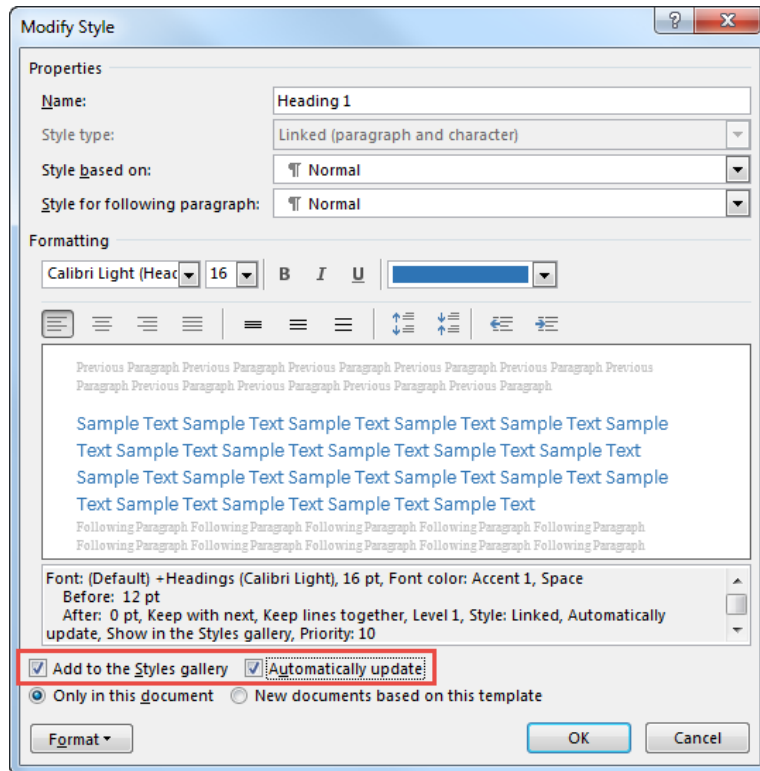 Modify Style
Properties
Name: Heading 1
Style type: Linked (paragraph and character)
Style based on: ¶ Normal
Style for following paragraph: ¶ Normal
Formatting
Calibri Light (Head 16 B I U
Previous Paragraph Previous Paragraph Previous Paragraph Previous Paragraph Previous Paragraph Previous
Paragraph Previous Paragraph Previous Paragraph Previous Paragraph Previous Paragraph
Sample Text Sample Text Sample Text Sample Text Sample Text Sample
Text Sample Text Sample Text Sample Text Sample Text Sample Text
Sample Text Sample Text Sample Text Sample Text Sample Text Sample
Text Sample Text Sample Text Sample Text Sample Text
Following Paragraph Following Paragraph Following Paragraph Following Paragraph Following Paragraph
Following Paragraph Following Paragraph Following Paragraph Following Paragraph Following Paragraph
Font: (Default) +Headings (Calibri Light), 16 pt, Font color: Accent 1, Space
Before: 12 pt
After: 0 pt, Keep with next, Keep lines together, Level 1, Style: Linked, Automatically
update, Show in the Styles gallery, Priority: 10
Add to the Styles gallery Automatically update
Only in this document New documents based on this template
Format OK Cancel